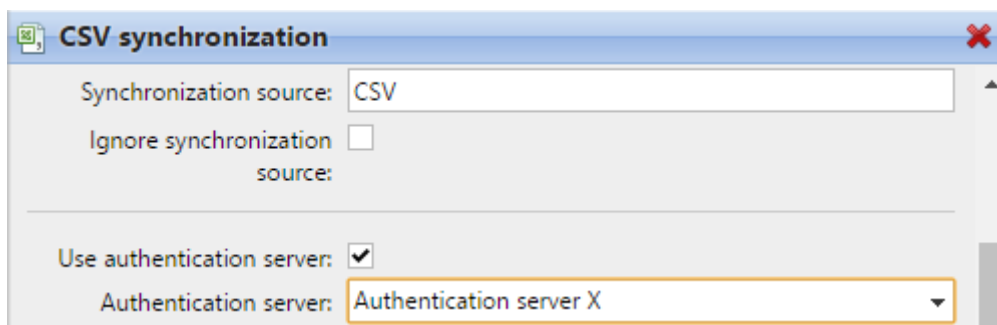 CSV synchronization
Synchronization source: CSV
Ignore synchronization
source:
Use authentication server:
Authentication server: Authentication server X